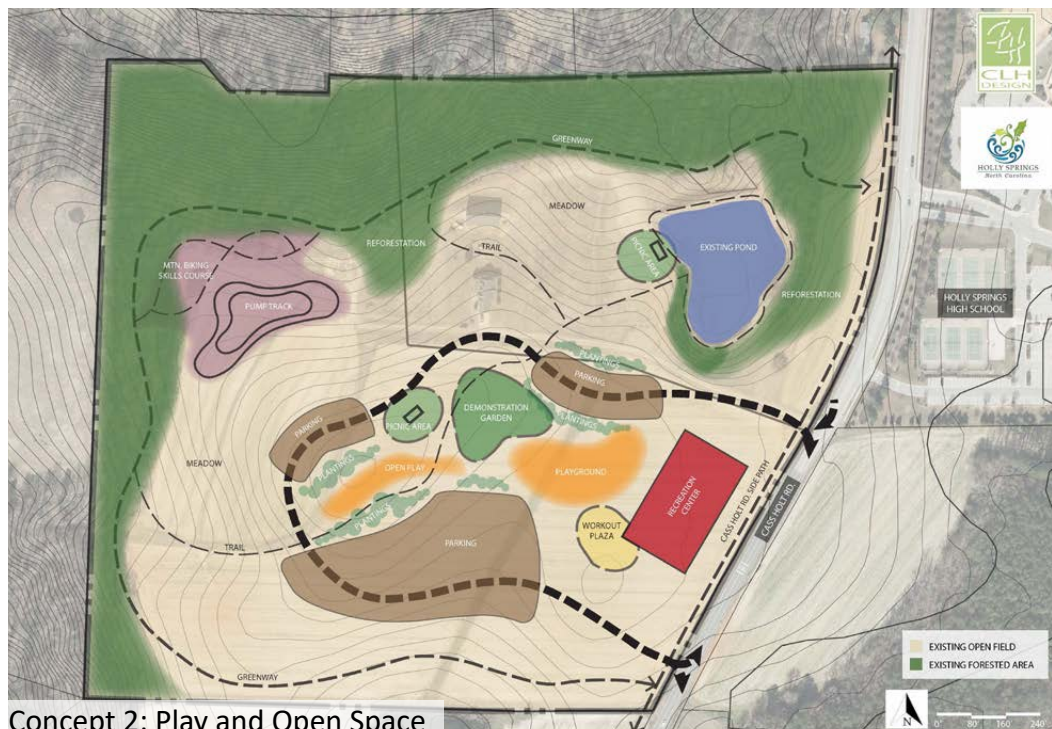 CLH
DESIGN
HOLLY SPRINGS
North Carolina
GREENWAY
MEADOW
REFORESTATION
TRAIL
PICNIC AREA
EXISTING POND
MTN. BIKING
SKILLS COURSE
PUMP TRACK
REFORESTATION
HOLLY SPRINGS
HIGH SCHOOL
PLANTINGS
PARKING
PICNIC AREA
DEMONSTRATION
GARDEN
PARKING
PLANTINGS
MEADOW
PLANTINGS
OPEN PLAY
PLAYGROUND
RECREATION
CENTER
CASS HOLT RD. SIDE PATH
CASS HOLT RD.
PLANTINGS
WORKOUT
PLAZA
TRAIL
PARKING
GREENWAY
EXISTING OPEN FIELD
EXISTING FORESTED AREA
N
0' 80' 160' 240'
Concept 2: Play and Open Space